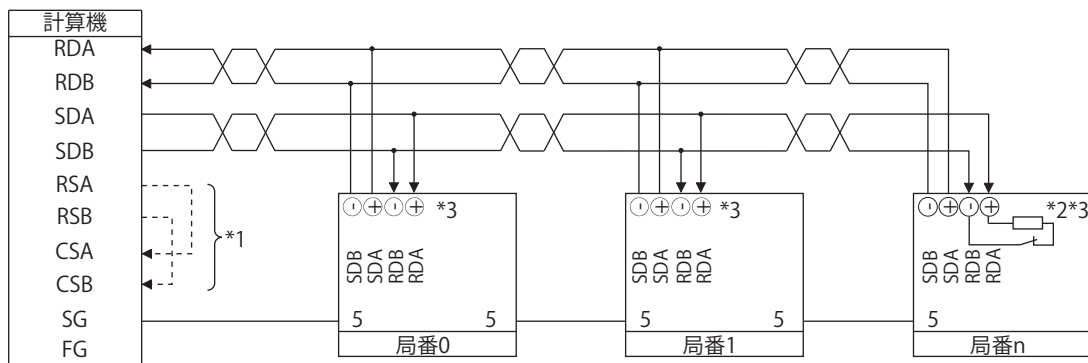 計算機
RDA
RDB
SDA
SDB
RSA
RSB
CSA
CSB
SG
FG
*1
- + - + *3
SDB
SDA
RDB
RDA
5 5
局番0
- + - + *3
SDB
SDA
RDB
RDA
5 5
局番1
- + - + *2*3
SDB
SDA
RDB
RDA
5
局番n